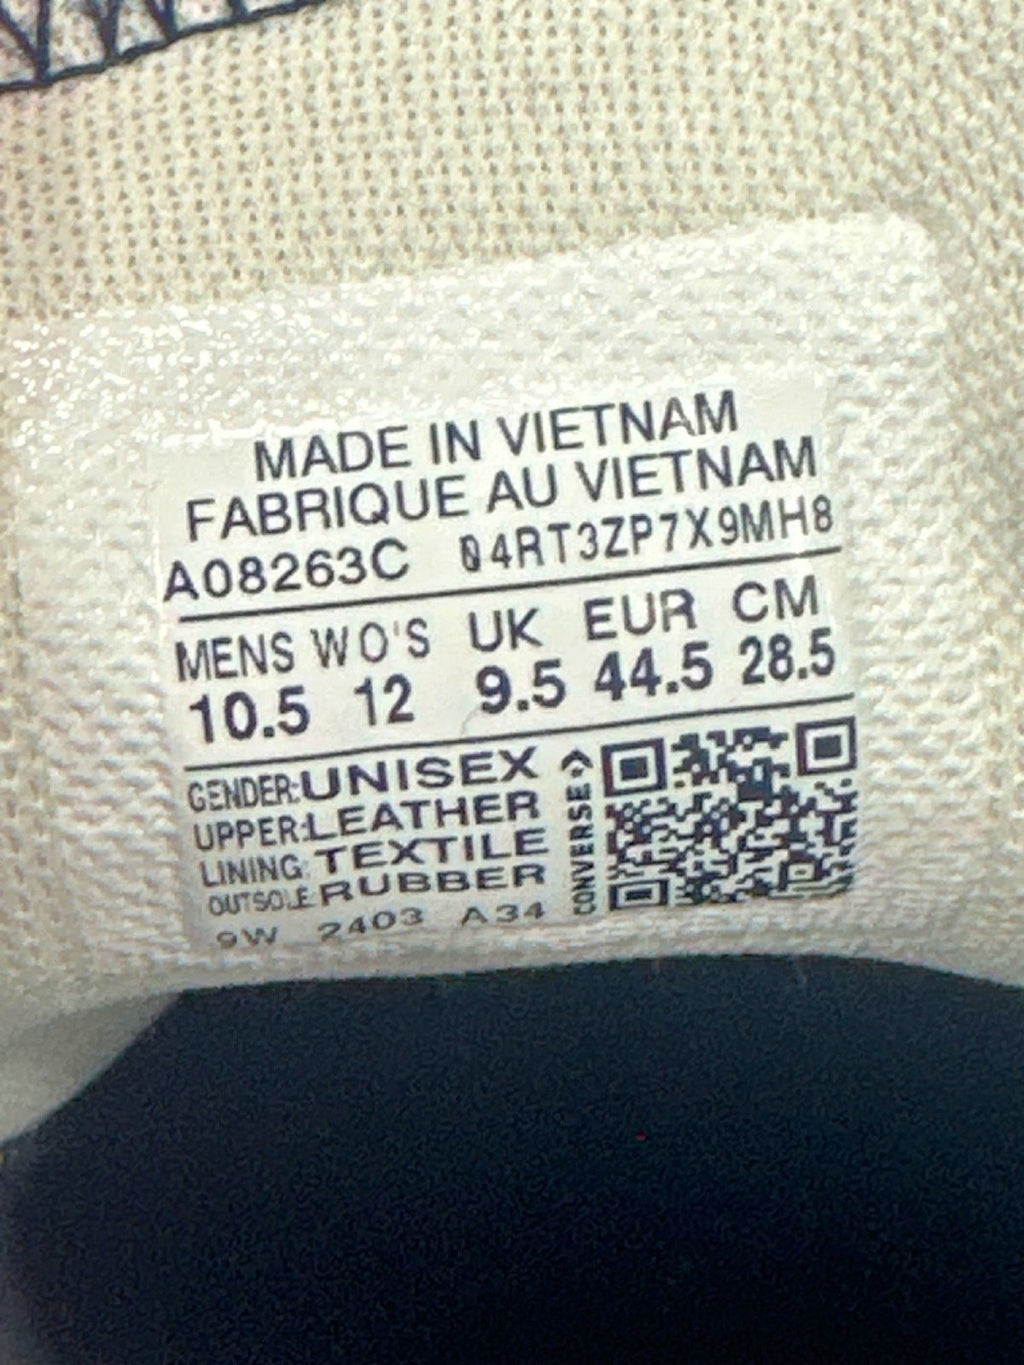 MADE IN VIETNAM
FABRIQUE AU VIETNAM
A08263C 04RT3ZP7X9MH8
MENS WO'S UK EUR CM
10.5 12 9.5 44.5 28.5
GENDER:UNISEX
UPPER:LEATHER
LINING:TEXTILE
OUTSOLE:RUBBER
9W 2403 A34
CONVERSE